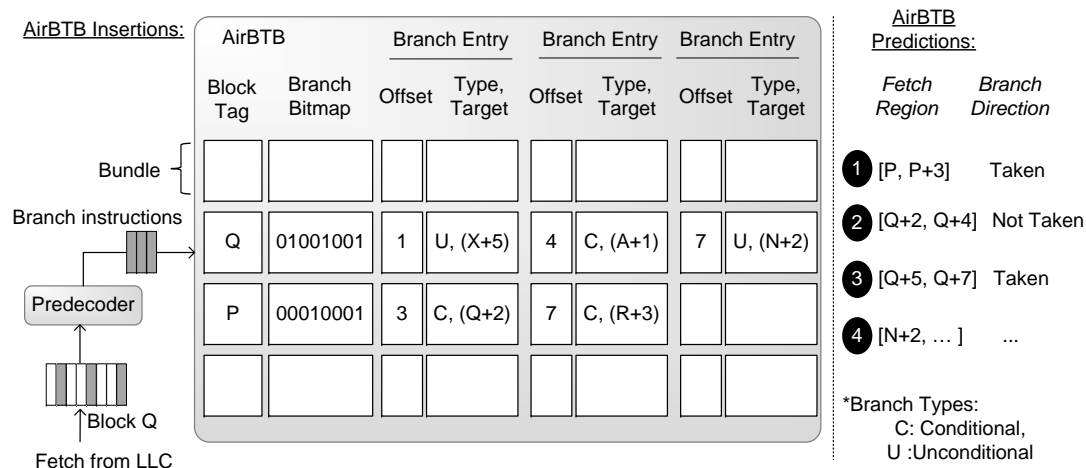 AirBTB Insertions:
AirBTB
Branch Entry
Branch Entry
Branch Entry
Block Tag
Branch Bitmap
Offset
Type, Target
Offset
Type, Target
Offset
Type, Target
Bundle
Branch instructions
Q
01001001
1
U, (X+5)
4
C, (A+1)
7
U, (N+2)
Predecoder
P
00010001
3
C, (Q+2)
7
C, (R+3)
Block Q
Fetch from LLC
AirBTB
Predictions:
Fetch Region
Branch Direction
1 [P, P+3] Taken
2 [Q+2, Q+4] Not Taken
3 [Q+5, Q+7] Taken
4 [N+2, … ] ...
*Branch Types:
C: Conditional,
U :Unconditional